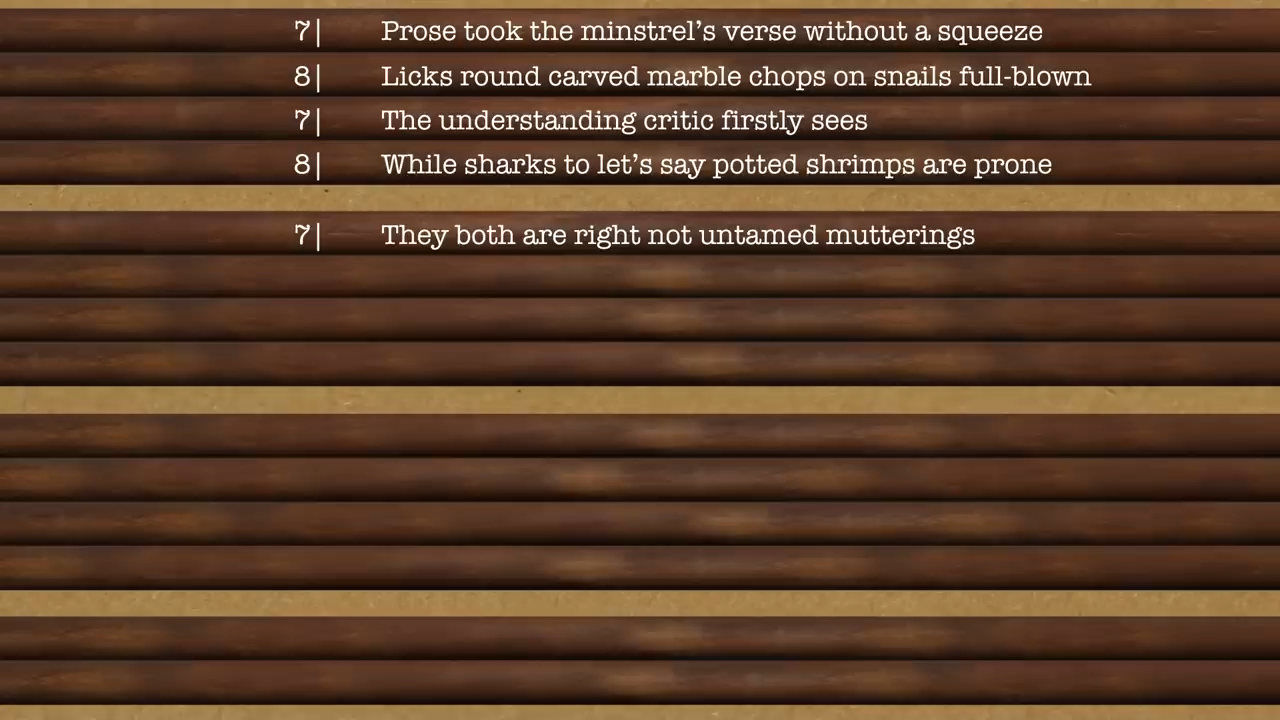 7| Prose took the minstrel’s verse without a squeeze
8| Licks round carved marble chops on snails full-blown
7| The understanding critic firstly sees
8| While sharks to let’s say potted shrimps are prone
7| They both are right not untamed mutterings